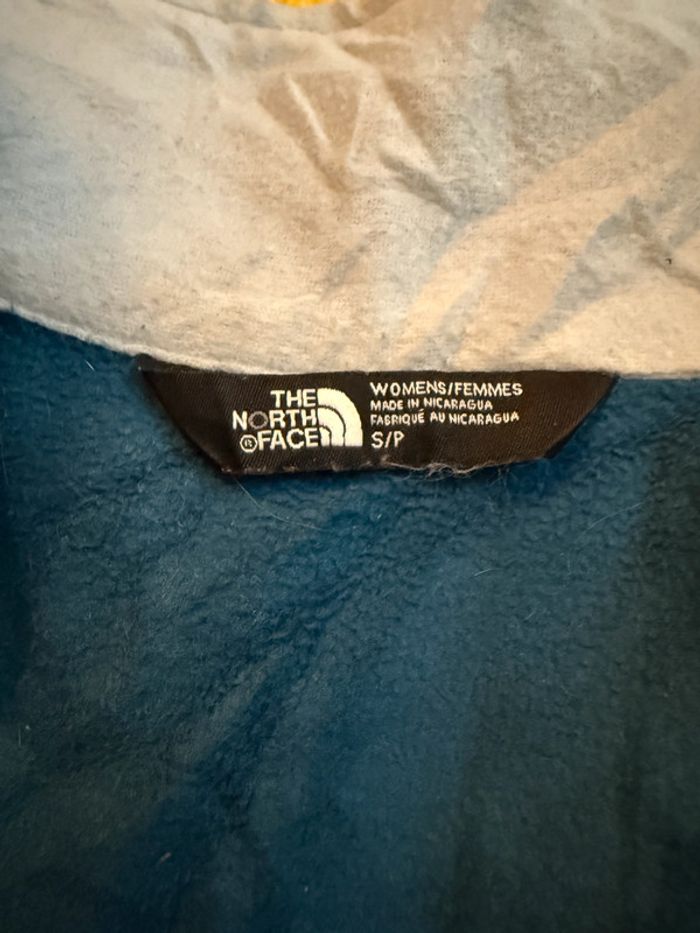 THE
NORTH
®FACE
WOMENS/FEMMES
MADE IN NICARAGUA
FABRIQUÉ AU NICARAGUA
S/P